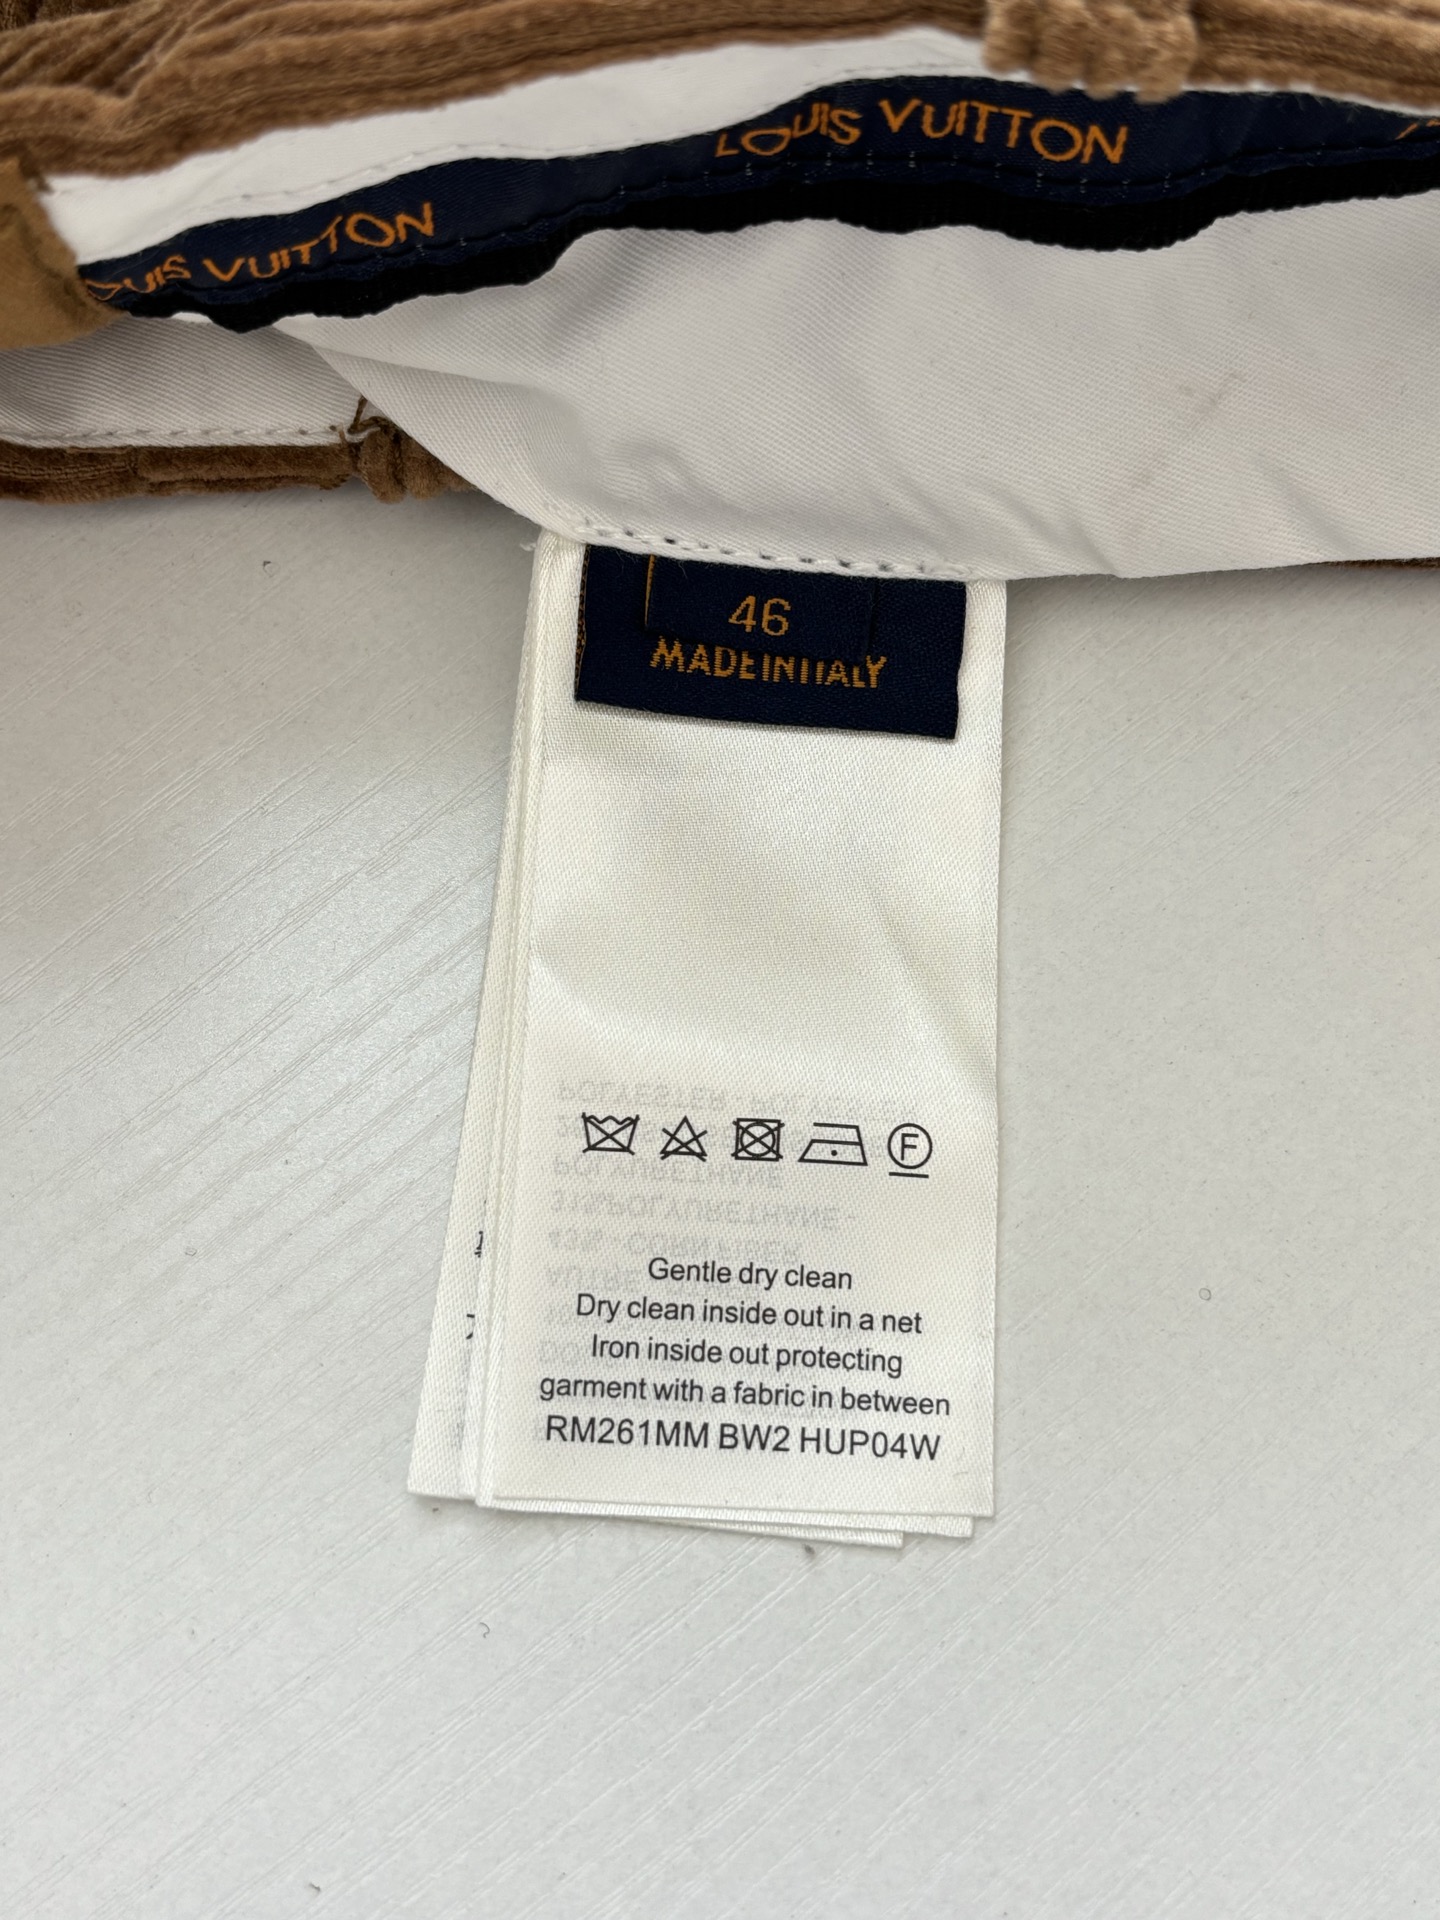 LOUIS VUITTON
OUIS VUITTON
46
MADE IN ITALY
F
Gentle dry clean
Dry clean inside out in a net
Iron inside out protecting
garment with a fabric in between
RM261MM BW2 HUP04W